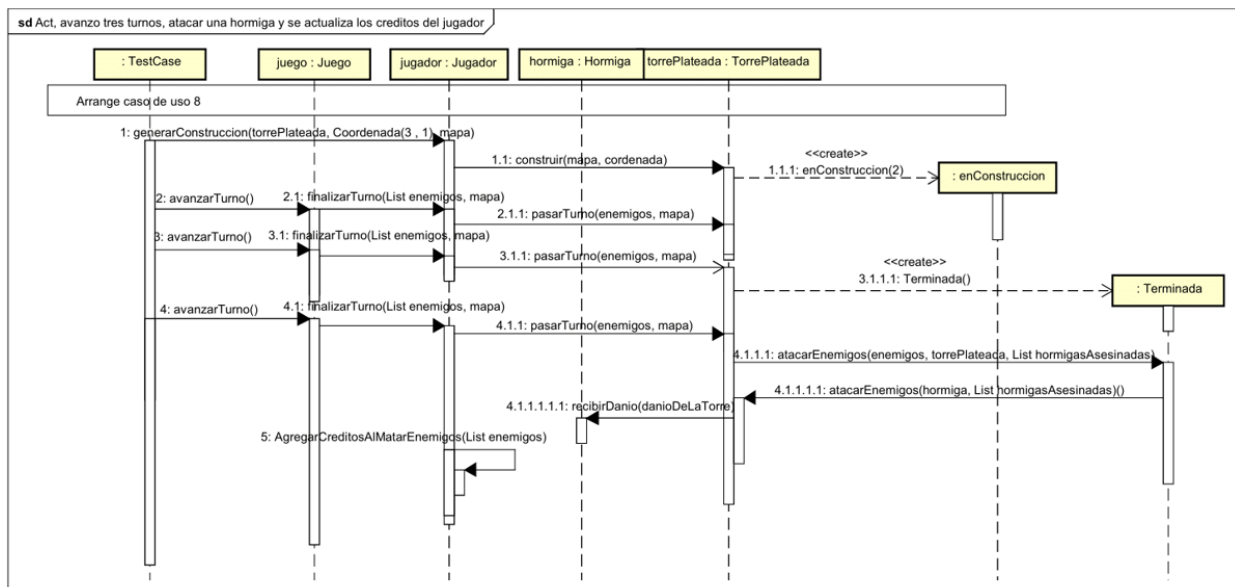 sd Act, avanzo tres turnos, atacar una hormiga y se actualiza los creditos del jugador
: TestCase
juego : Juego
jugador : Jugador
hormiga : Hormiga
torrePlateada : TorrePlateada
Arrange caso de uso 8
1: generarConstruccion(torrePlateada, Coordenada(3 , 1), mapa)
1.1: construir(mapa, cordenada)
<<create>>
1.1.1: enConstruccion(2)
: enConstruccion
2: avanzarTurno()
2.1: finalizarTurno(List enemigos, mapa)
2.1.1: pasarTurno(enemigos, mapa)
3: avanzarTurno()
3.1: finalizarTurno(List enemigos, mapa)
3.1.1: pasarTurno(enemigos, mapa)
<<create>>
3.1.1.1: Terminada()
: Terminada
4: avanzarTurno()
4.1: finalizarTurno(List enemigos, mapa)
4.1.1: pasarTurno(enemigos, mapa)
4.1.1.1: atacarEnemigos(enemigos, torrePlateada, List hormigasAsesinadas)
4.1.1.1.1: atacarEnemigos(hormiga, List hormigasAsesinadas)()
4.1.1.1.1.1: recibirDanio(danioDeLaTorre)
5: AgregarCreditosAlMatarEnemigos(List enemigos)